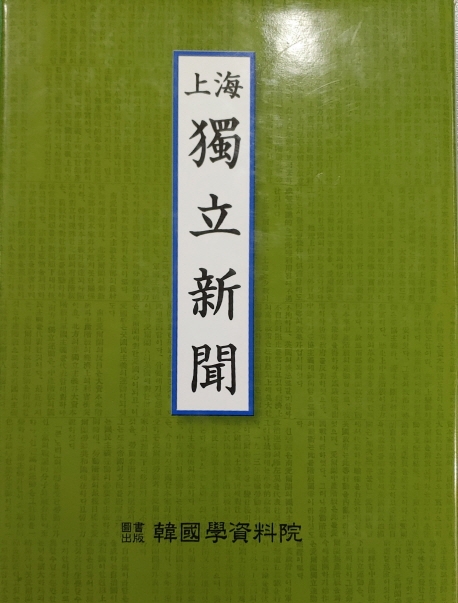 上海
獨立新聞
圖書出版 韓國學資料院